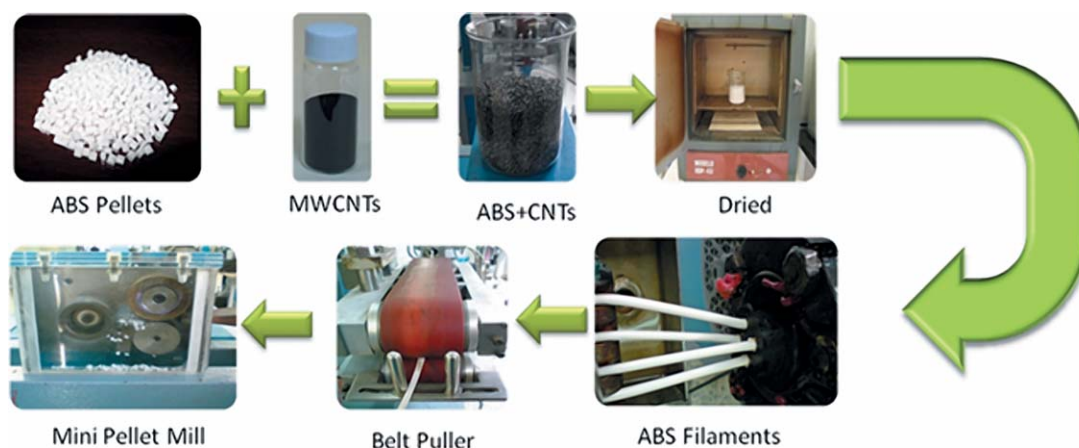 ABS Pellets
MWCNTs
ABS+CNTs
Dried
Mini Pellet Mill
Belt Puller
ABS Filaments